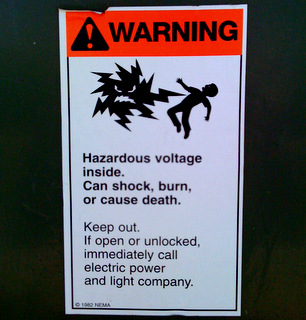 WARNING
Hazardous voltage
inside.
Can shock, burn,
or cause death.
Keep out.
If open or unlocked,
immediately call
electric power
and light company.
© 1982 NEMA